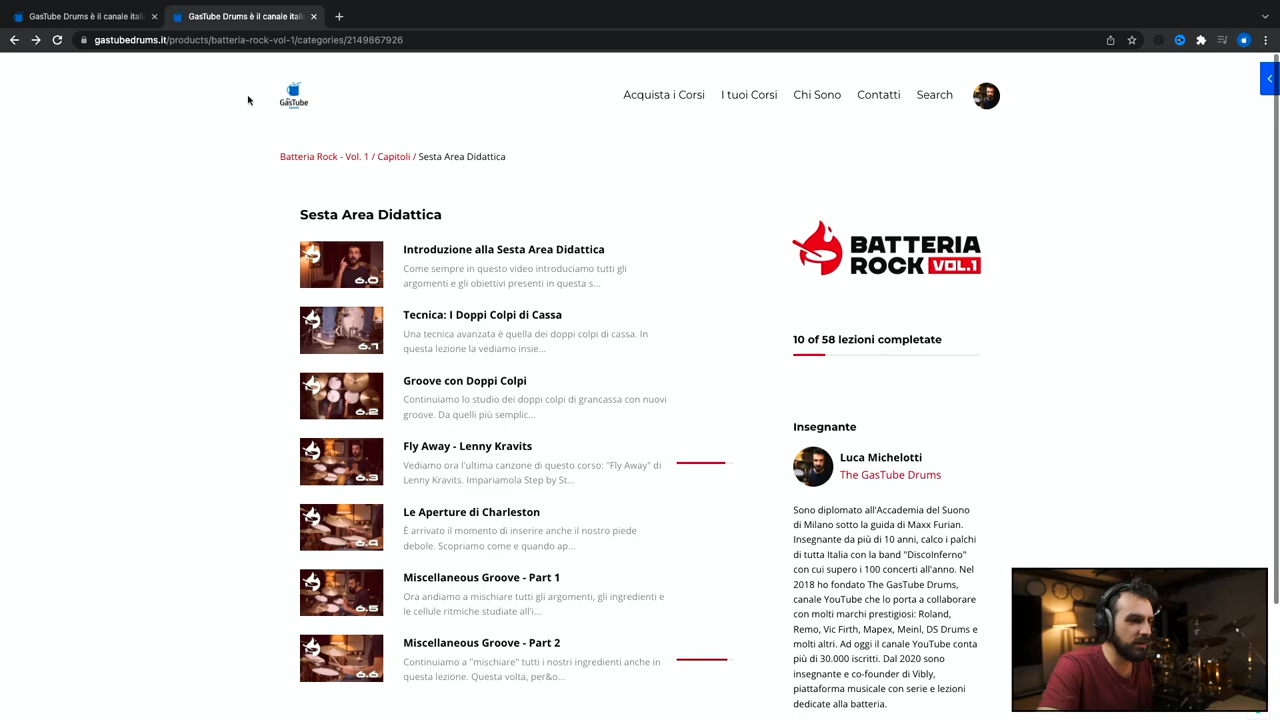 GasTube Drums è il canale itali
GasTube Drums è il canale itali
gastubedrums.it/products/batteria-rock-vol-1/categories/2149867926
GasTube
Acquista i Corsi
I tuoi Corsi
Chi Sono
Contatti
Search
Batteria Rock - Vol. 1 / Capitoli / Sesta Area Didattica
Sesta Area Didattica
6.0
Introduzione alla Sesta Area Didattica
Come sempre in questo video introduciamo tutti gli
argomenti e gli obiettivi presenti in questa s...
6.1
Tecnica: I Doppi Colpi di Cassa
Una tecnica avanzata è quella dei doppi colpi di cassa. In
questa lezione la vediamo insie...
6.2
Groove con Doppi Colpi
Continuiamo lo studio dei doppi colpi di grancassa con nuovi
groove. Da quelli più semplic...
6.3
Fly Away - Lenny Kravits
Vediamo ora l'ultima canzone di questo corso: "Fly Away" di
Lenny Kravits. Impariamola Step by St...
6.4
Le Aperture di Charleston
È arrivato il momento di inserire anche il nostro piede
debole. Scopriamo come e quando ap...
6.5
Miscellaneous Groove - Part 1
Ora andiamo a mischiare tutti gli argomenti, gli ingredienti e
le cellule ritmiche studiate all'i...
6.6
Miscellaneous Groove - Part 2
Continuiamo a "mischiare" tutti i nostri ingredienti anche in
questa lezione. Questa volta, per&o...
BATTERIA
ROCK VOL.1
10 of 58 lezioni completate
Insegnante
Luca Michelotti
The GasTube Drums
Sono diplomato all'Accademia del Suono
di Milano sotto la guida di Maxx Furian.
Insegnante da più di 10 anni, calco i palchi
di tutta Italia con la band "DiscoInferno"
con cui supero i 100 concerti all'anno. Nel
2018 ho fondato The GasTube Drums,
canale YouTube che lo porta a collaborare
con molti marchi prestigiosi: Roland,
Remo, Vic Firth, Mapex, Meinl, DS Drums e
molti altri. Ad oggi il canale YouTube conta
più di 30.000 iscritti. Dal 2020 sono
insegnante e co-founder di Vibly,
piattaforma musicale con serie e lezioni
dedicate alla batteria.